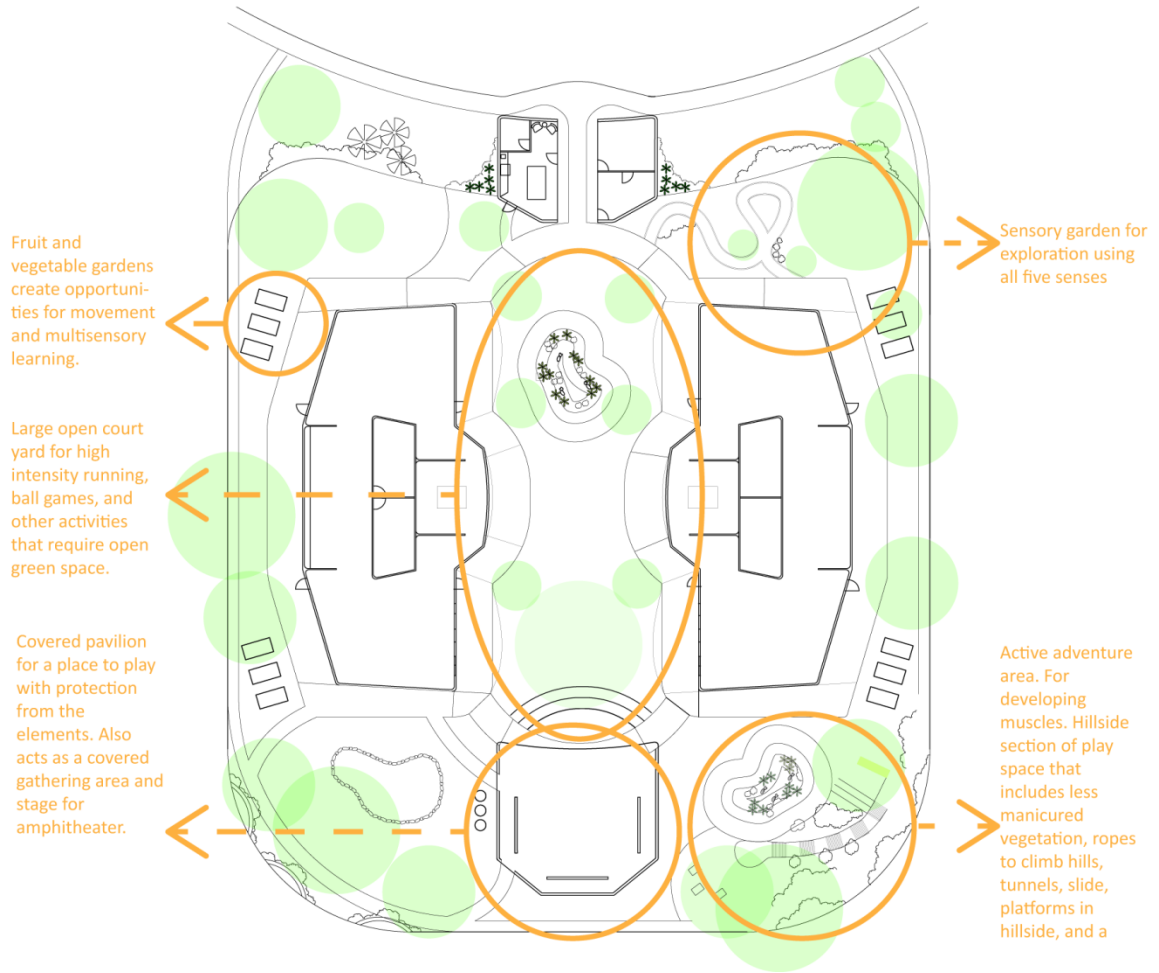 Fruit and
vegetable gardens
create opportuni-
ties for movement
and multisensory
learning.
Large open court
yard for high
intensity running,
ball games, and
other activities
that require open
green space.
Covered pavilion
for a place to play
with protection
from the
elements. Also
acts as a covered
gathering area and
stage for
amphitheater.
Sensory garden for
exploration using
all five senses
Active adventure
area. For
developing
muscles. Hillside
section of play
space that
includes less
manicured
vegetation, ropes
to climb hills,
tunnels, slide,
platforms in
hillside, and a